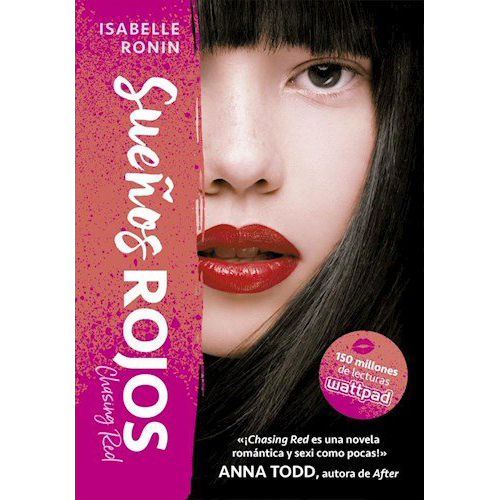 ISABELLE
RONIN
Sueños ROJOS
Chasing Red
150 millones
de lecturas
wattpad
«¡Chasing Red es una novela
romántica y sexi como pocas!»
ANNA TODD, autora de After